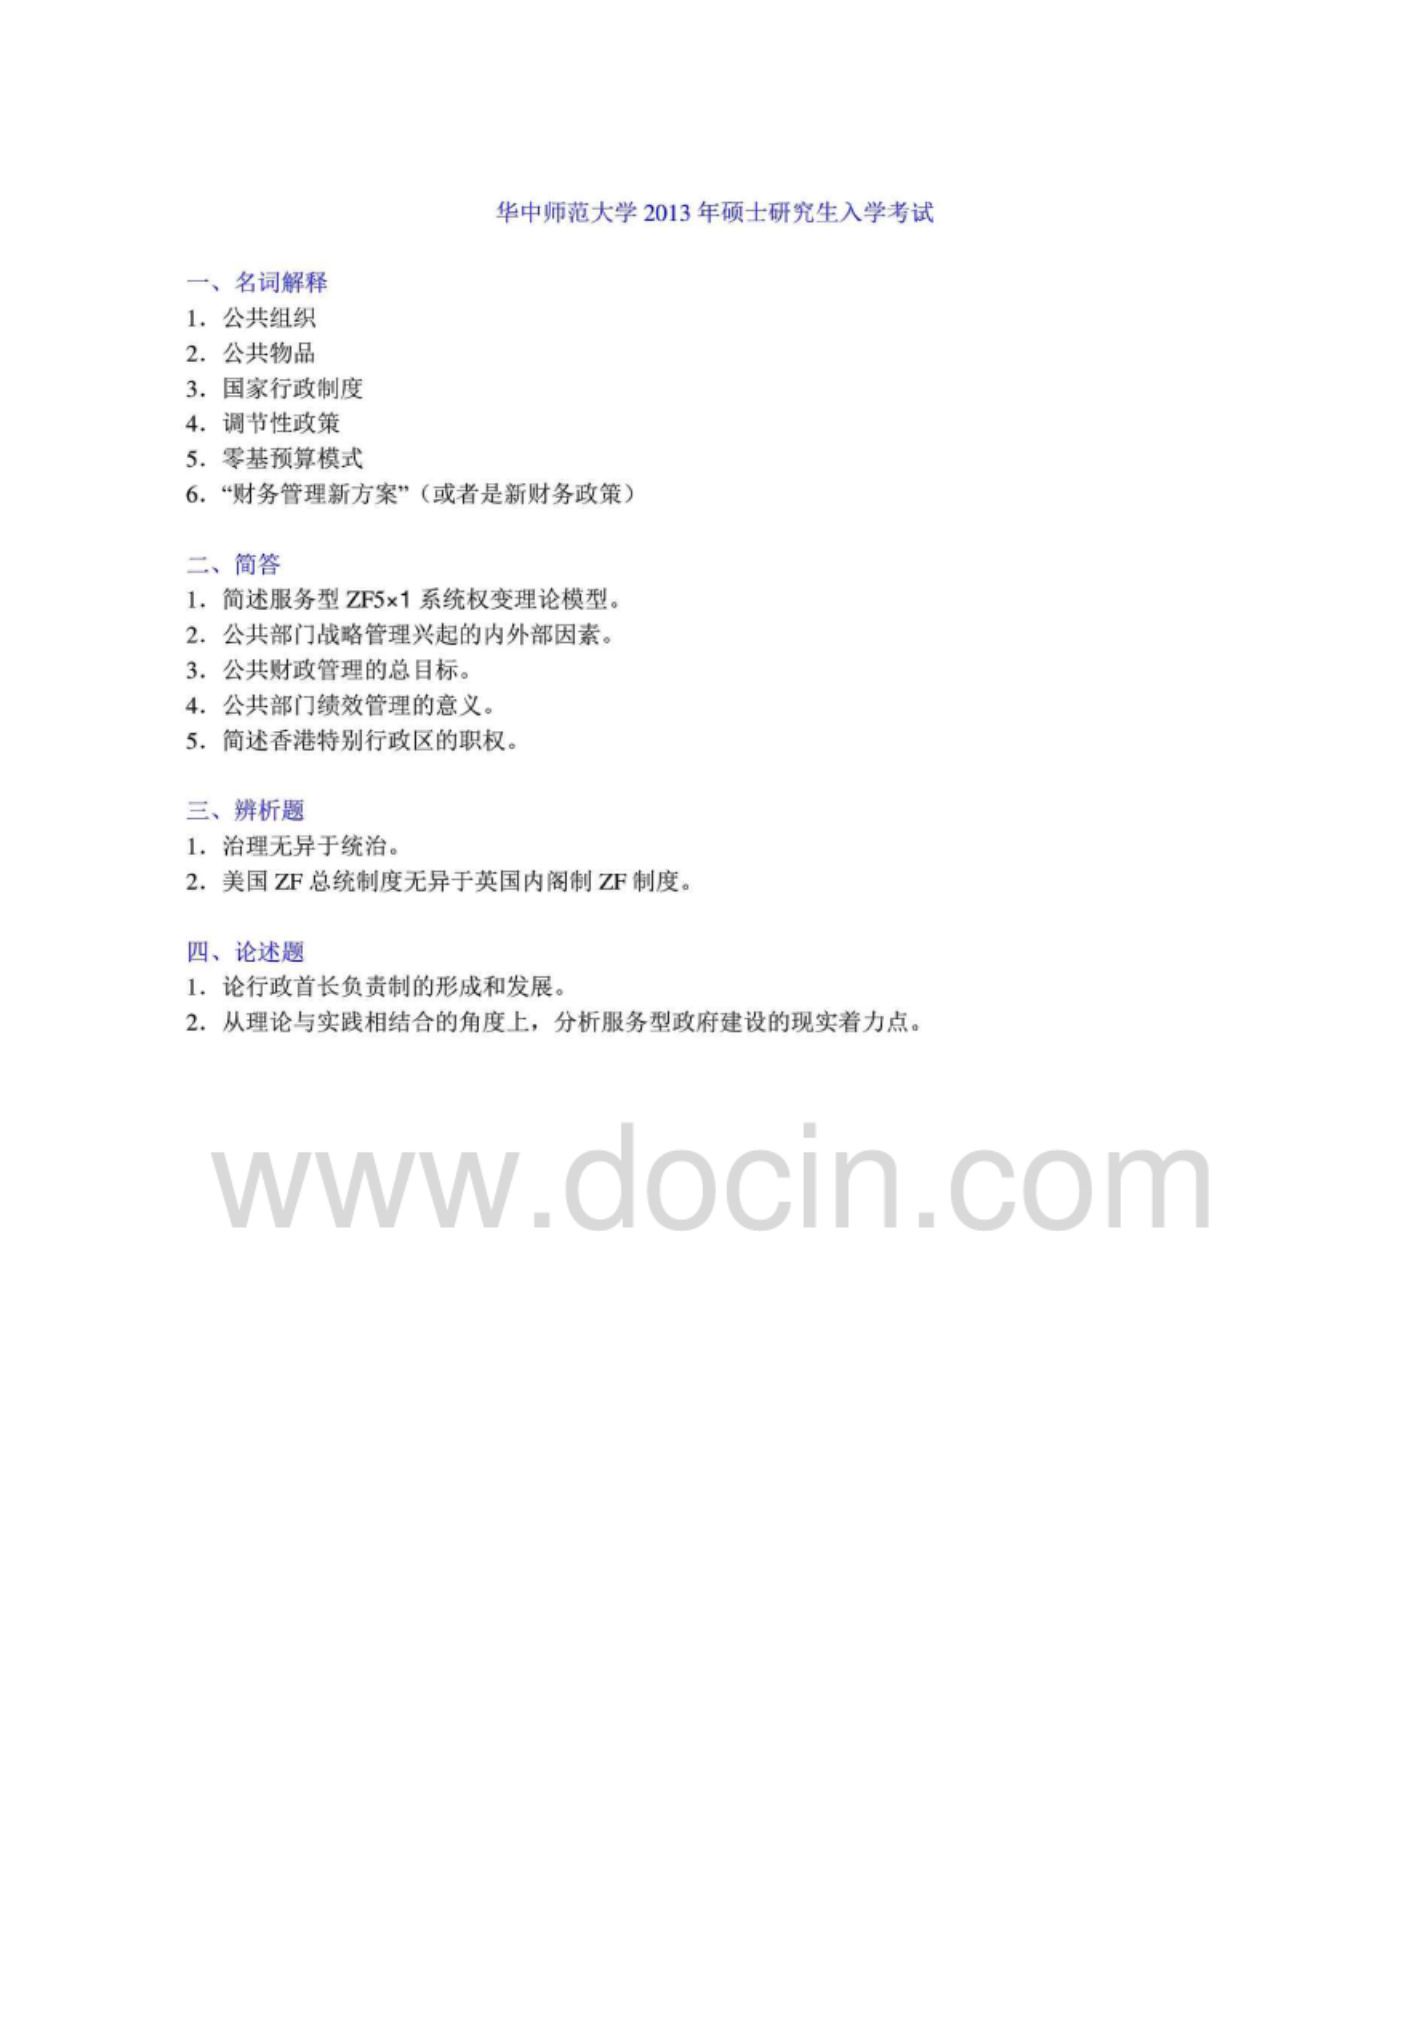 华中师范大学 2013 年硕士研究生入学考试
一、名词解释
1．公共组织
2．公共物品
3．国家行政制度
4．调节性政策
5．零基预算模式
6．“财务管理新方案”（或者是新财务政策）
二、简答
1．简述服务型 ZF5×1 系统权变理论模型。
2．公共部门战略管理兴起的内外部因素。
3．公共财政管理的总目标。
4．公共部门绩效管理的意义。
5．简述香港特别行政区的职权。
三、辨析题
1．治理无异于统治。
2．美国 ZF 总统制度无异于英国内阁制 ZF 制度。
四、论述题
1．论行政首长负责制的形成和发展。
2．从理论与实践相结合的角度上，分析服务型政府建设的现实着力点。
www.docin.com